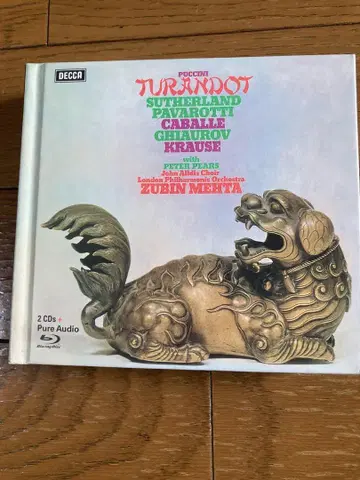 DECCA
PUCCINI
TURANDOT
SUTHERLAND
PAVAROTTI
CABALLE
GHIAUROV
KRAUSE
with
PETER PEARS
John Alldis Choir
London Philharmonic Orchestra
ZUBIN MEHTA
2 CDs +
Pure Audio
Blu-ray Disc